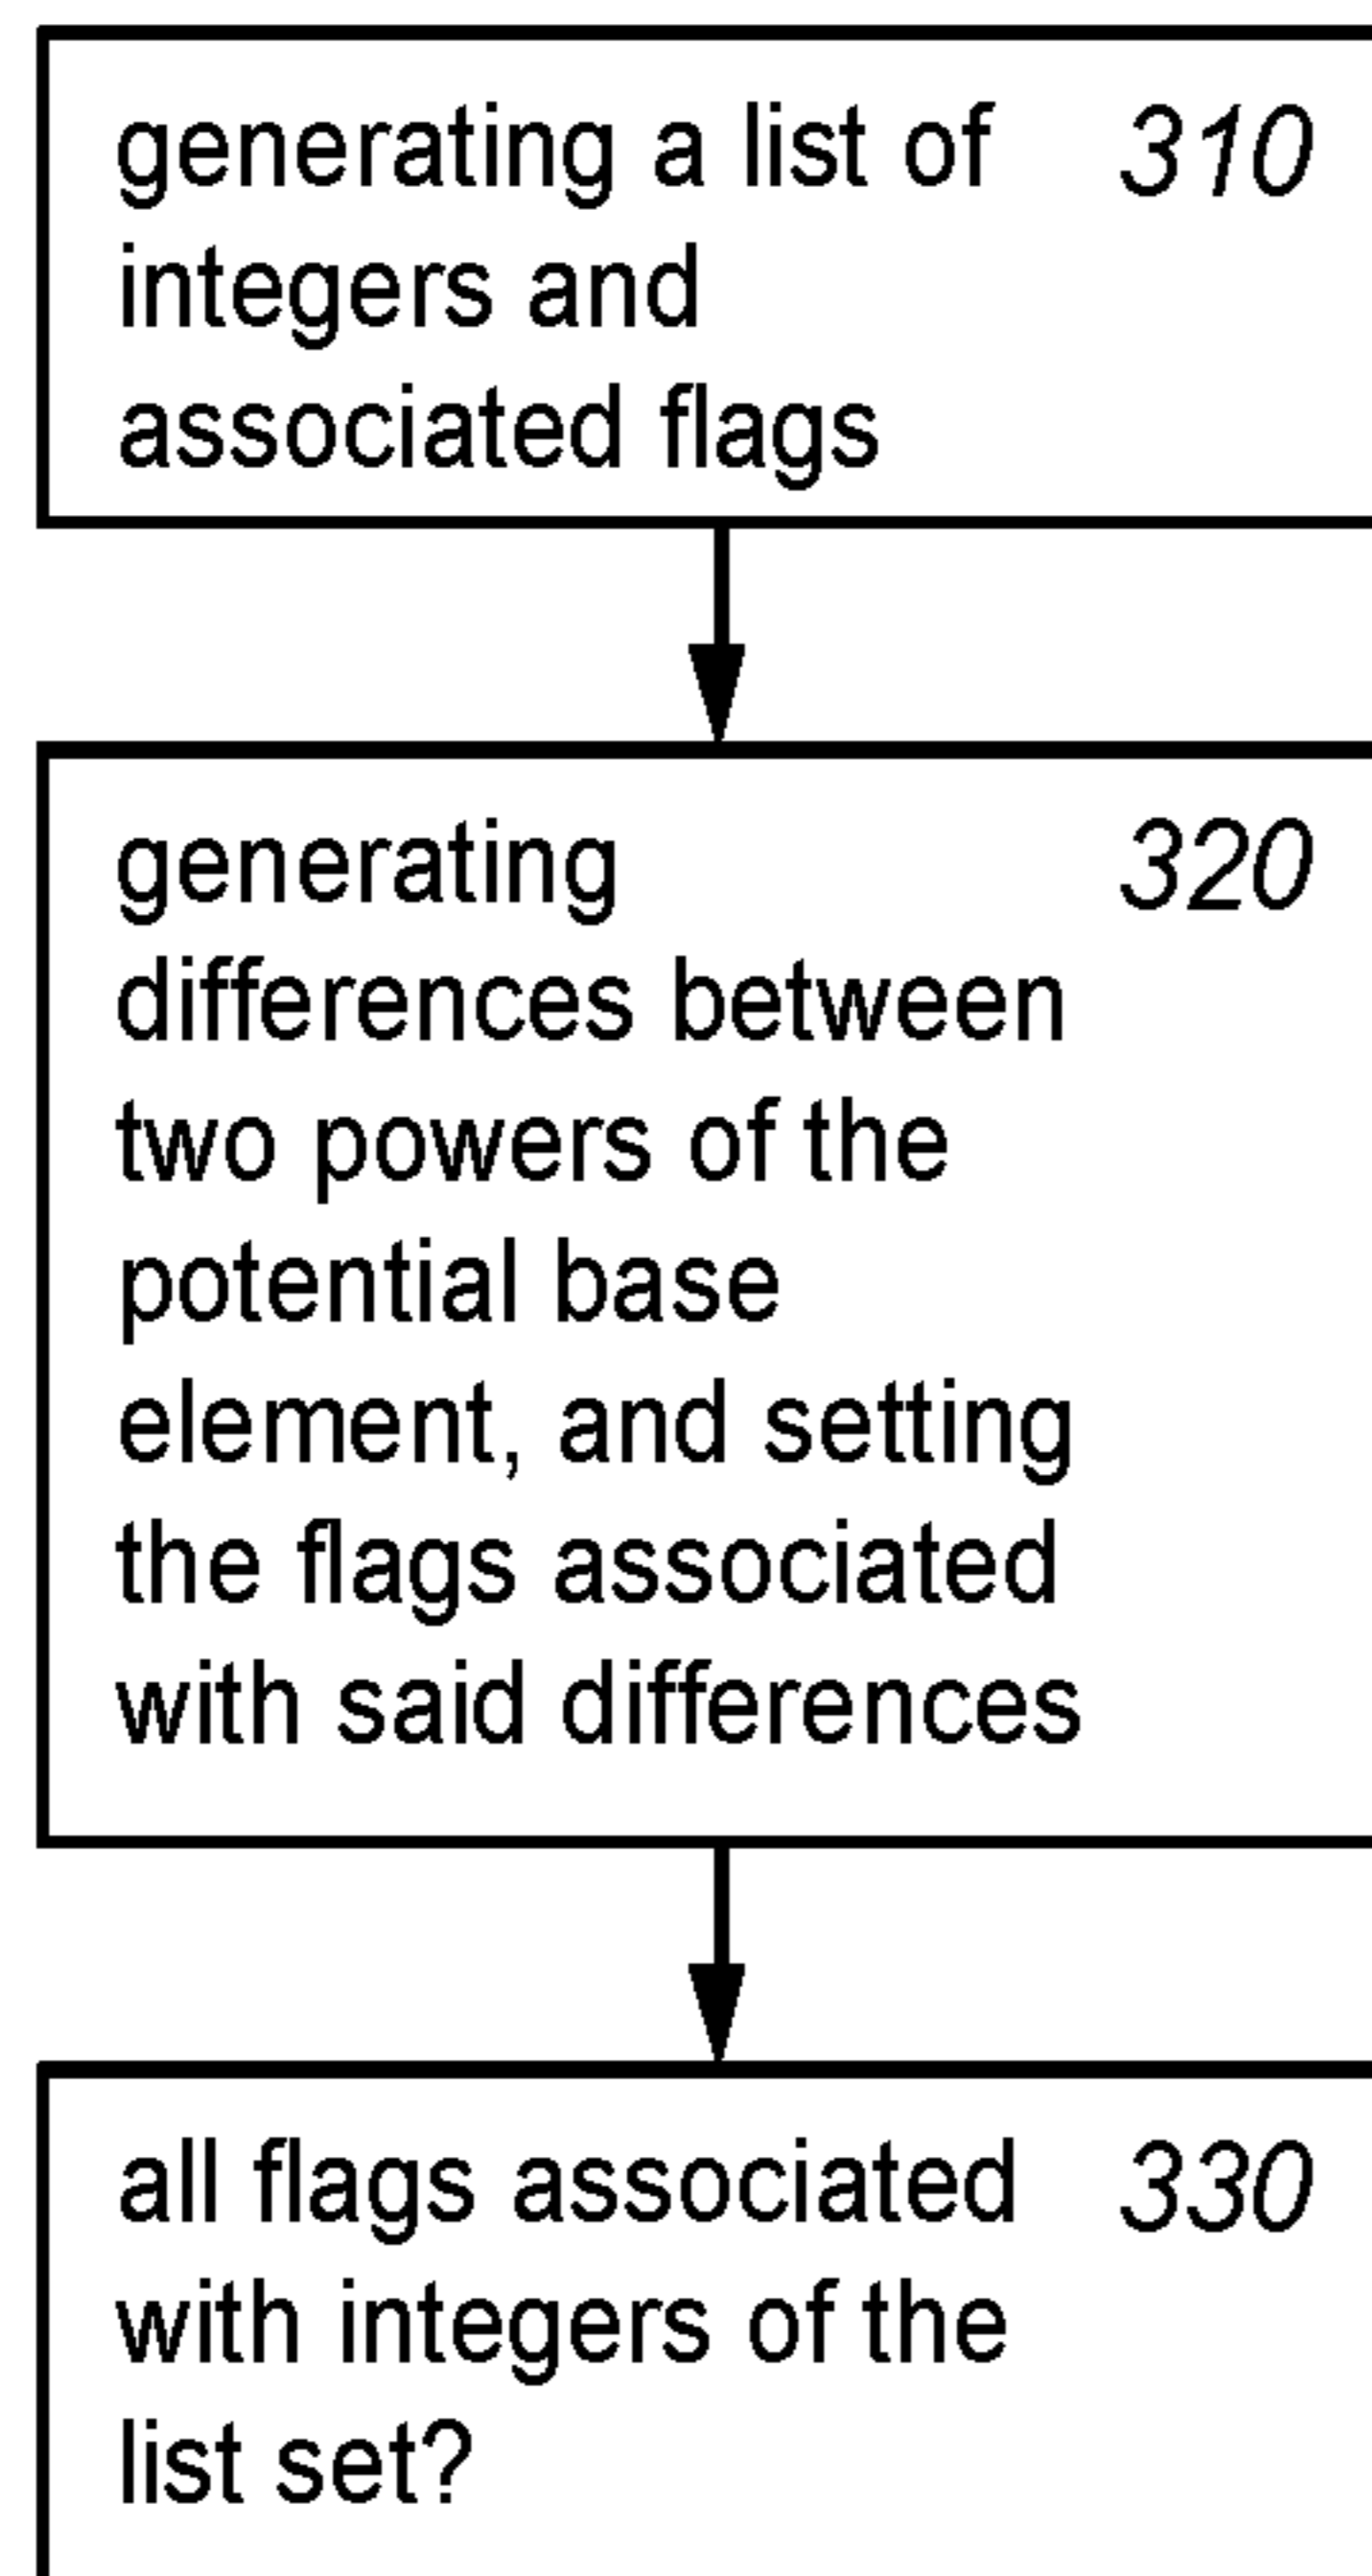 generating a list of 310
integers and
associated flags
generating 320
differences between
two powers of the
potential base
element, and setting
the flags associated
with said differences
all flags associated 330
with integers of the
list set?